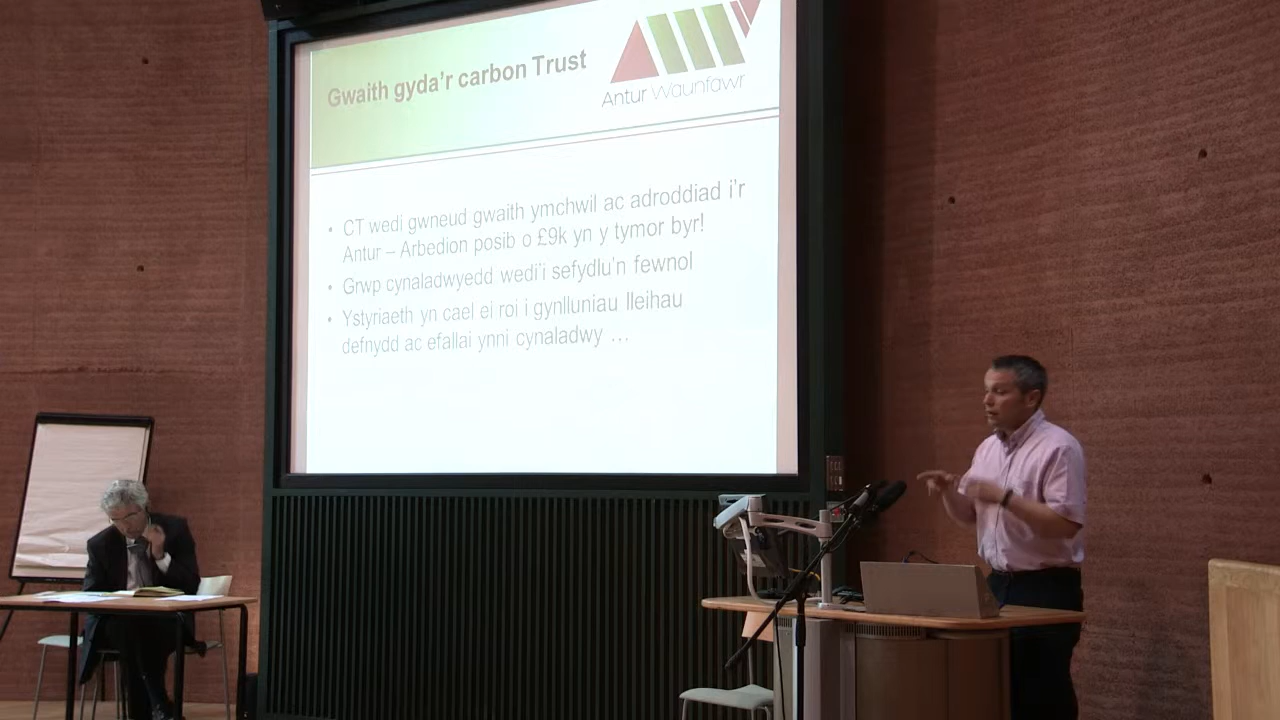 Gwaith gyda'r carbon Trust
Antur Waunfawr
• CT wedi gwneud gwaith ymchwil ac adroddiad i'r
Antur – Arbedion posib o £9k yn y tymor byr!
• Grwp cynaladwyedd wedi'i sefydlu'n fewnol
• Ystyriaeth yn cael ei roi i gynlluniau lleihau
defnydd ac efallai ynni cynaladwy …